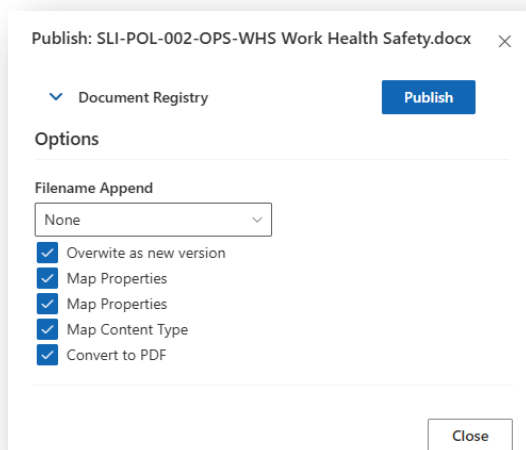 Publish: SLI-POL-002-OPS-WHS Work Health Safety.docx
Document Registry
Publish
Options
Filename Append
None
Overwite as new version
Map Properties
Map Properties
Map Content Type
Convert to PDF
Close